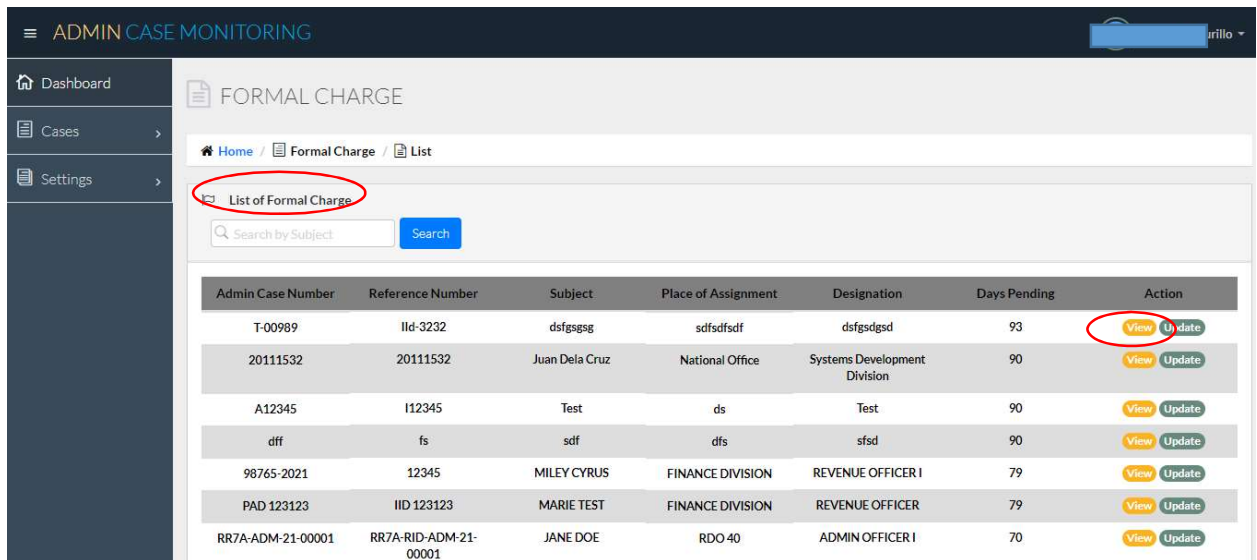 ADMIN CASE MONITORING
urillo
Dashboard
FORMAL CHARGE
Cases
Home / Formal Charge / List
Settings
List of Formal Charge
Search by Subject Search
Admin Case Number Reference Number Subject Place of Assignment Designation Days Pending Action
T-00989 IId-3232 dsfgsgsg sdfsdfsdf dsfgsdgsd 93 View Update
20111532 20111532 Juan Dela Cruz National Office Systems Development 90 View Update
Division
A12345 I12345 Test ds Test 90 View Update
dff fs sdf dfs sfsd 90 View Update
98765-2021 12345 MILEY CYRUS FINANCE DIVISION REVENUE OFFICER I 79 View Update
PAD 123123 IID 123123 MARIE TEST FINANCE DIVISION REVENUE OFFICER 79 View Update
RR7A-ADM-21-00001 RR7A-RID-ADM-21- JANE DOE RDO 40 ADMIN OFFICER I 70 View Update
00001